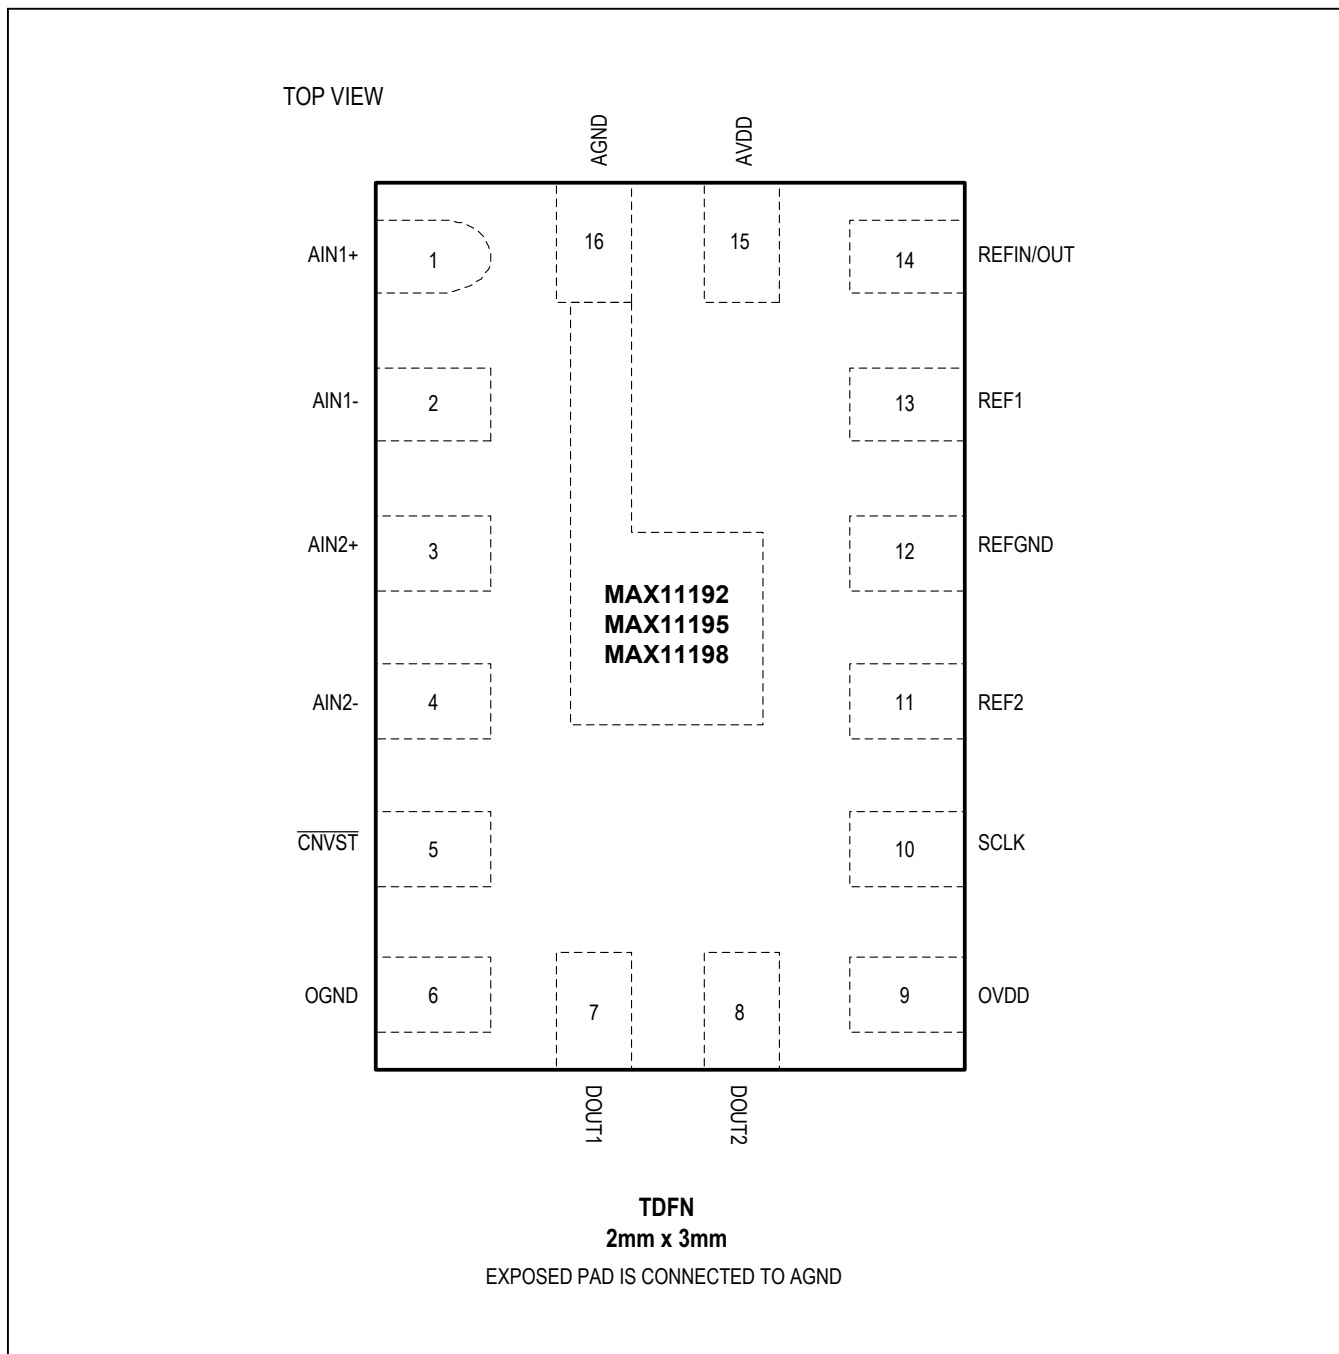 TOP VIEW
AGND
AVDD
AIN1+
1
16
15
14
REFIN/OUT
AIN1-
2
13
REF1
AIN2+
3
12
REFGND
MAX11192
MAX11195
MAX11198
AIN2-
4
11
REF2
CNVST
5
10
SCLK
OGND
6
7
8
9
OVDD
DOUT1
DOUT2
TDFN
2mm x 3mm
EXPOSED PAD IS CONNECTED TO AGND